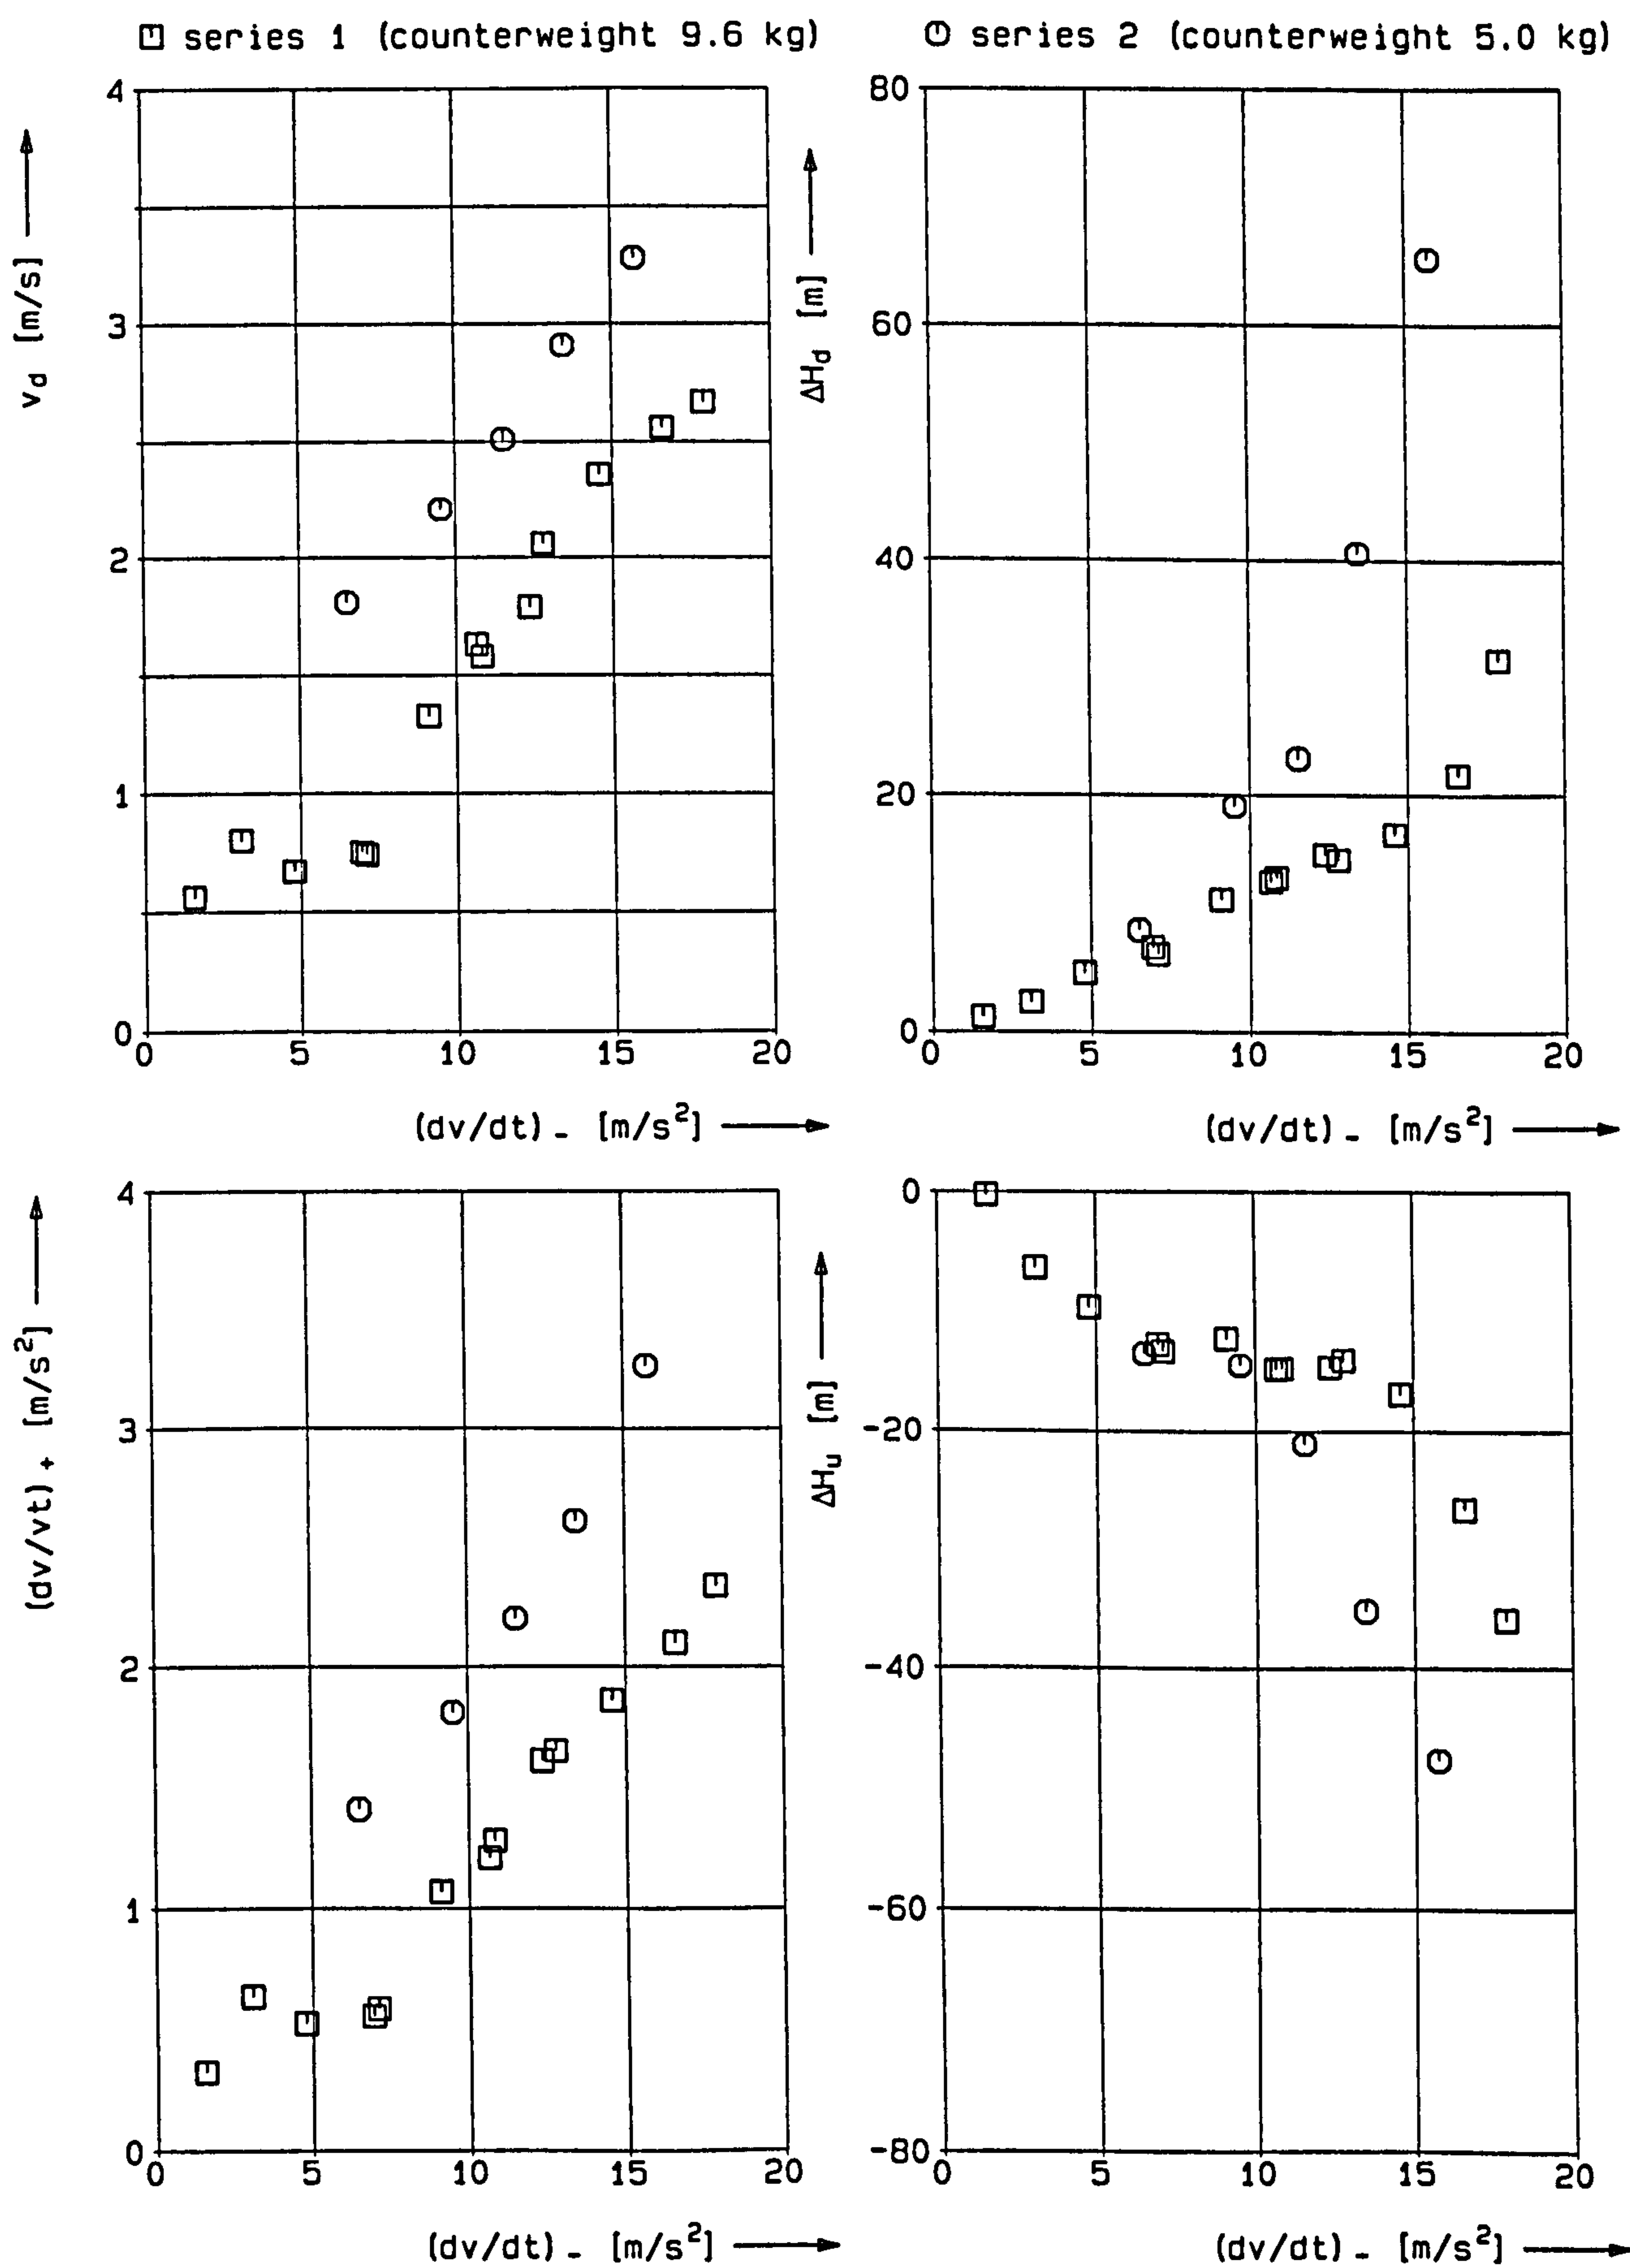 series 1 (counterweight 9.6 kg)
series 2 (counterweight 5.0 kg)
v_d [m/s]
4
3
2
1
0
0 5 10 15 20
(dv/dt)_- [m/s²]
ΔH_d [m]
80
60
40
20
0
0 5 10 15 20
(dv/dt)_- [m/s²]
(dv/vt)_+ [m/s²]
4
3
2
1
0
0 5 10 15 20
(dv/dt)_- [m/s²]
ΔH_u [m]
0
-20
-40
-60
-80
0 5 10 15 20
(dv/dt)_- [m/s²]